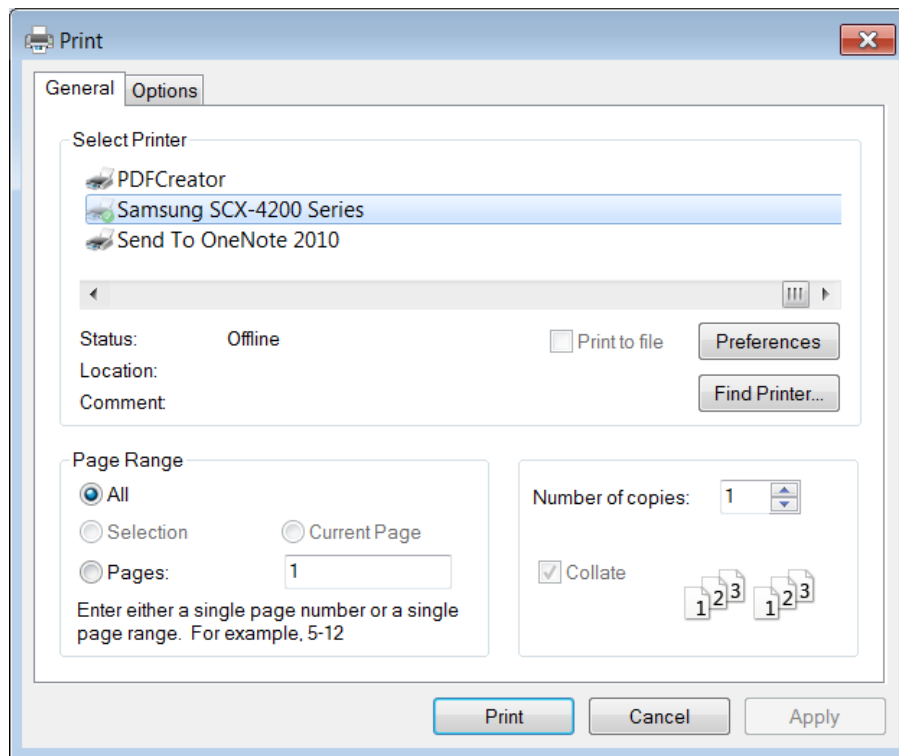 Print
General
Options
Select Printer
PDFCreator
Samsung SCX-4200 Series
Send To OneNote 2010
Status: Offline
Print to file
Preferences
Location:
Comment:
Find Printer...
Page Range
All
Selection
Current Page
Pages: 1
Enter either a single page number or a single
page range. For example, 5-12
Number of copies: 1
Collate
1 2 3 1 2 3
Print
Cancel
Apply